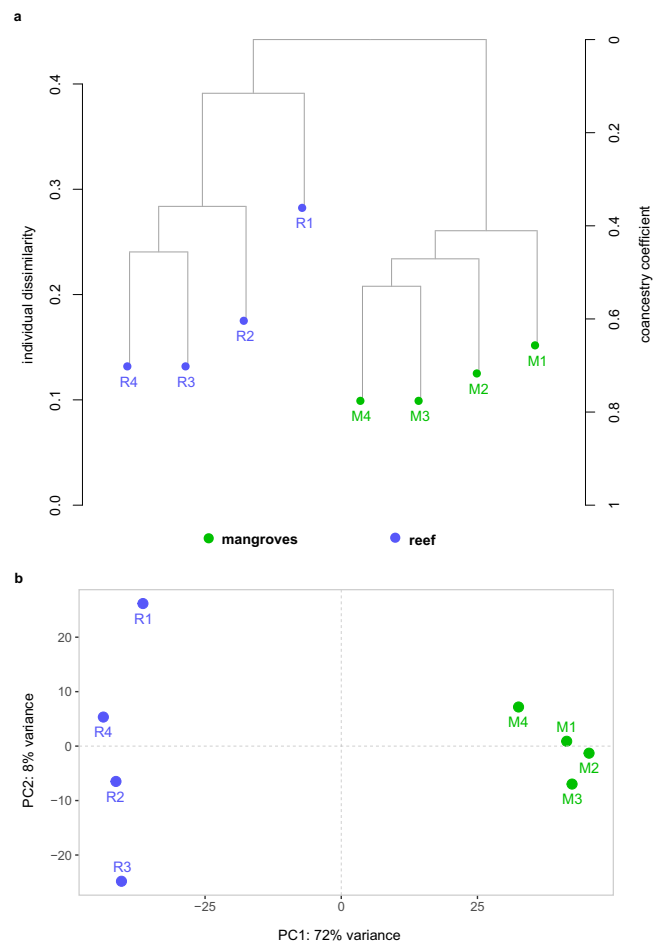 a
individual dissimilarity
0.0
0.1
0.2
0.3
0.4
coancestry coefficient
0
0.2
0.4
0.6
0.8
1
R1
R2
R4 R3
M1
M2
M4 M3
mangroves reef
b
PC2: 8% variance
20
10
0
−10
−20
R1
R4
R2
R3
M4
M1
M2
M3
−25 0 25
PC1: 72% variance